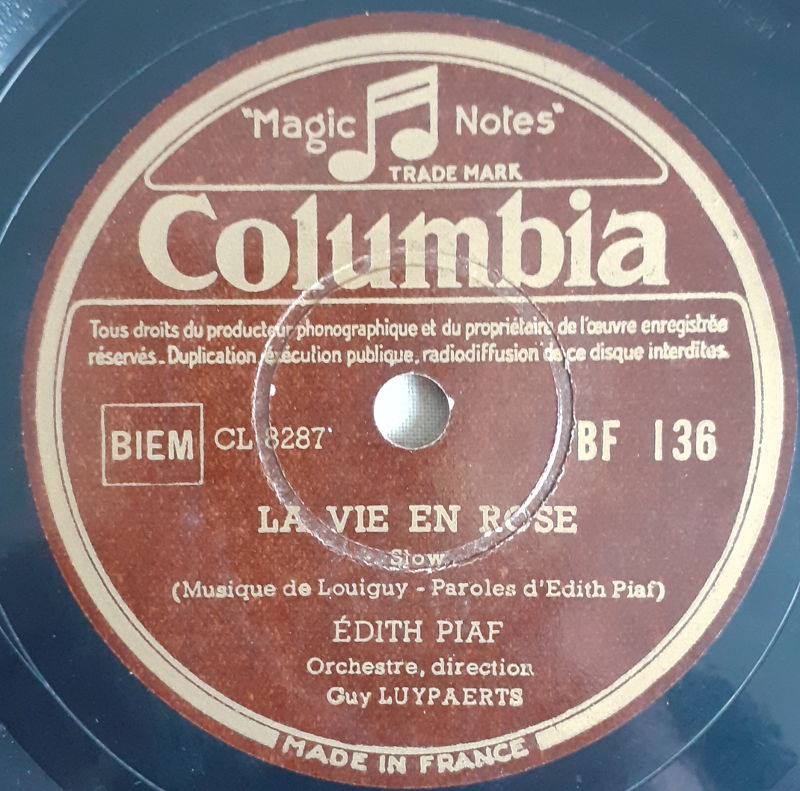 "Magic Notes"
TRADE MARK
Columbia
Tous droits du producteur phonographique et du propriétaire de l'œuvre enregistrée
réservés._Duplication exécution publique, radiodiffusion de ce disque interdites.
BIEM CL 8287 BF 136
LA VIE EN ROSE
Slow
(Musique de Louiguy - Paroles d'Edith Piaf)
ÉDITH PIAF
Orchestre, direction
Guy LUYPAERTS
MADE IN FRANCE